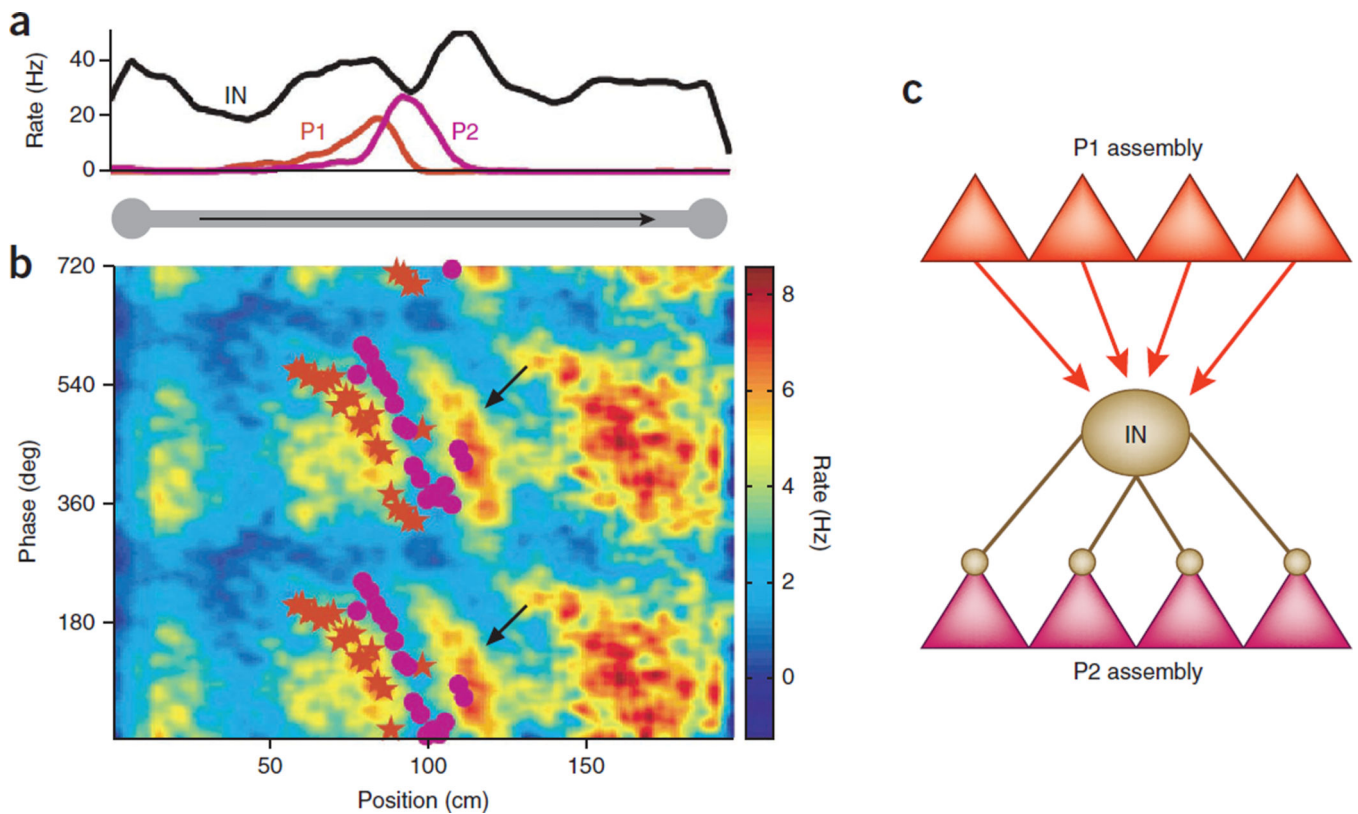 a
40
20
0
Rate (Hz)
IN
P1
P2
b
720
540
360
180
Phase (deg)
50
100
150
Position (cm)
8
6
4
2
0
Rate (Hz)
c
P1 assembly
IN
P2 assembly